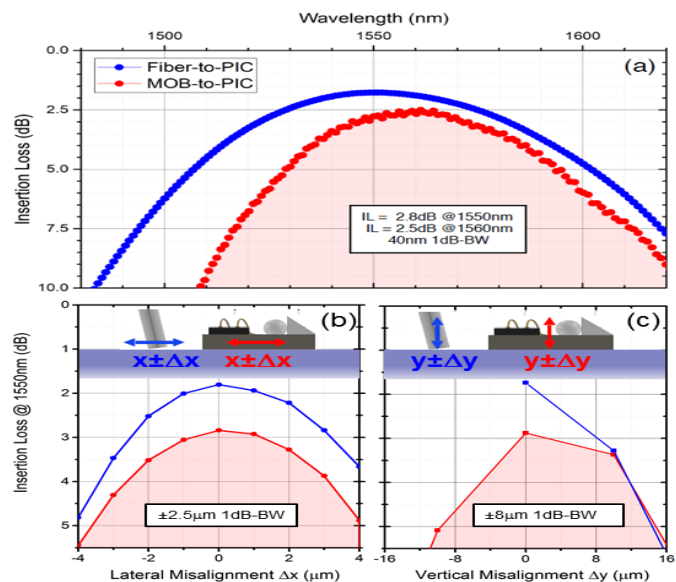 Wavelength (nm)
1500 1550 1600
0.0
2.5
5.0
7.5
10.0
Insertion Loss (dB)
Fiber-to-PIC
MOB-to-PIC
(a)
IL = 2.8dB @1550nm
IL = 2.5dB @1560nm
40nm 1dB-BW
0
1
2
3
4
5
Insertion Loss @ 1550nm (dB)
(b)
x±Δx x±Δx
±2.5μm 1dB-BW
-4 -2 0 2 4
Lateral Misalignment Δx (μm)
(c)
y±Δy y±Δy
±8μm 1dB-BW
-16 -8 0 8 16
Vertical Misalignment Δy (μm)